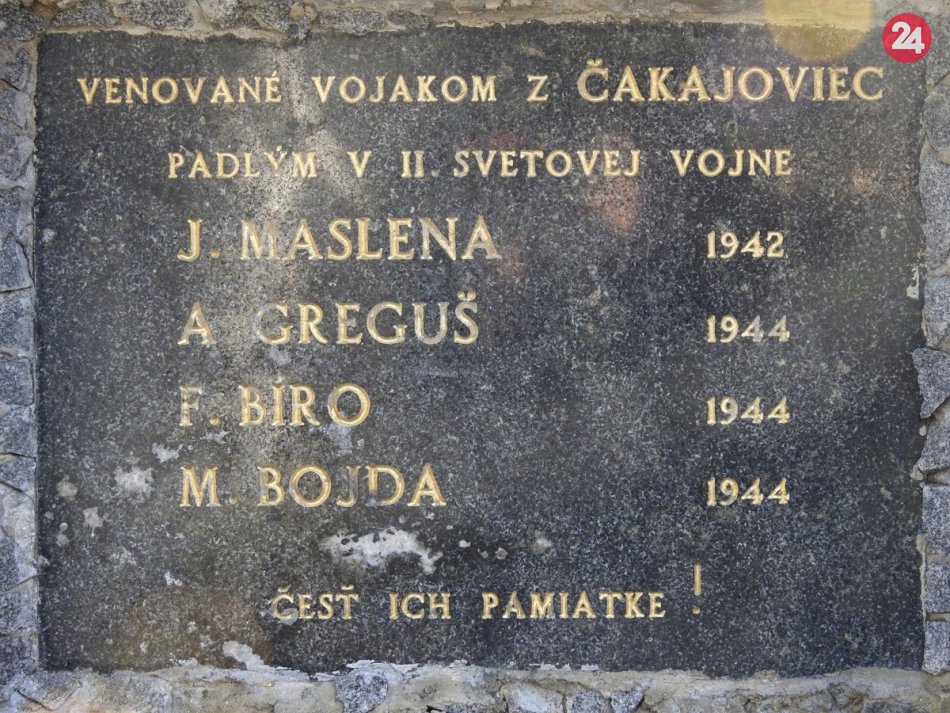 24
VENOVANÉ VOJAKOM Z ČAKAJOVIEC
PADLÝM V II. SVETOVEJ VOJNE
J. MASLENA 1942
A GREGUŠ 1944
F. BÍRO 1944
M. BOJDA 1944
ČESŤ ICH PAMIATKE !